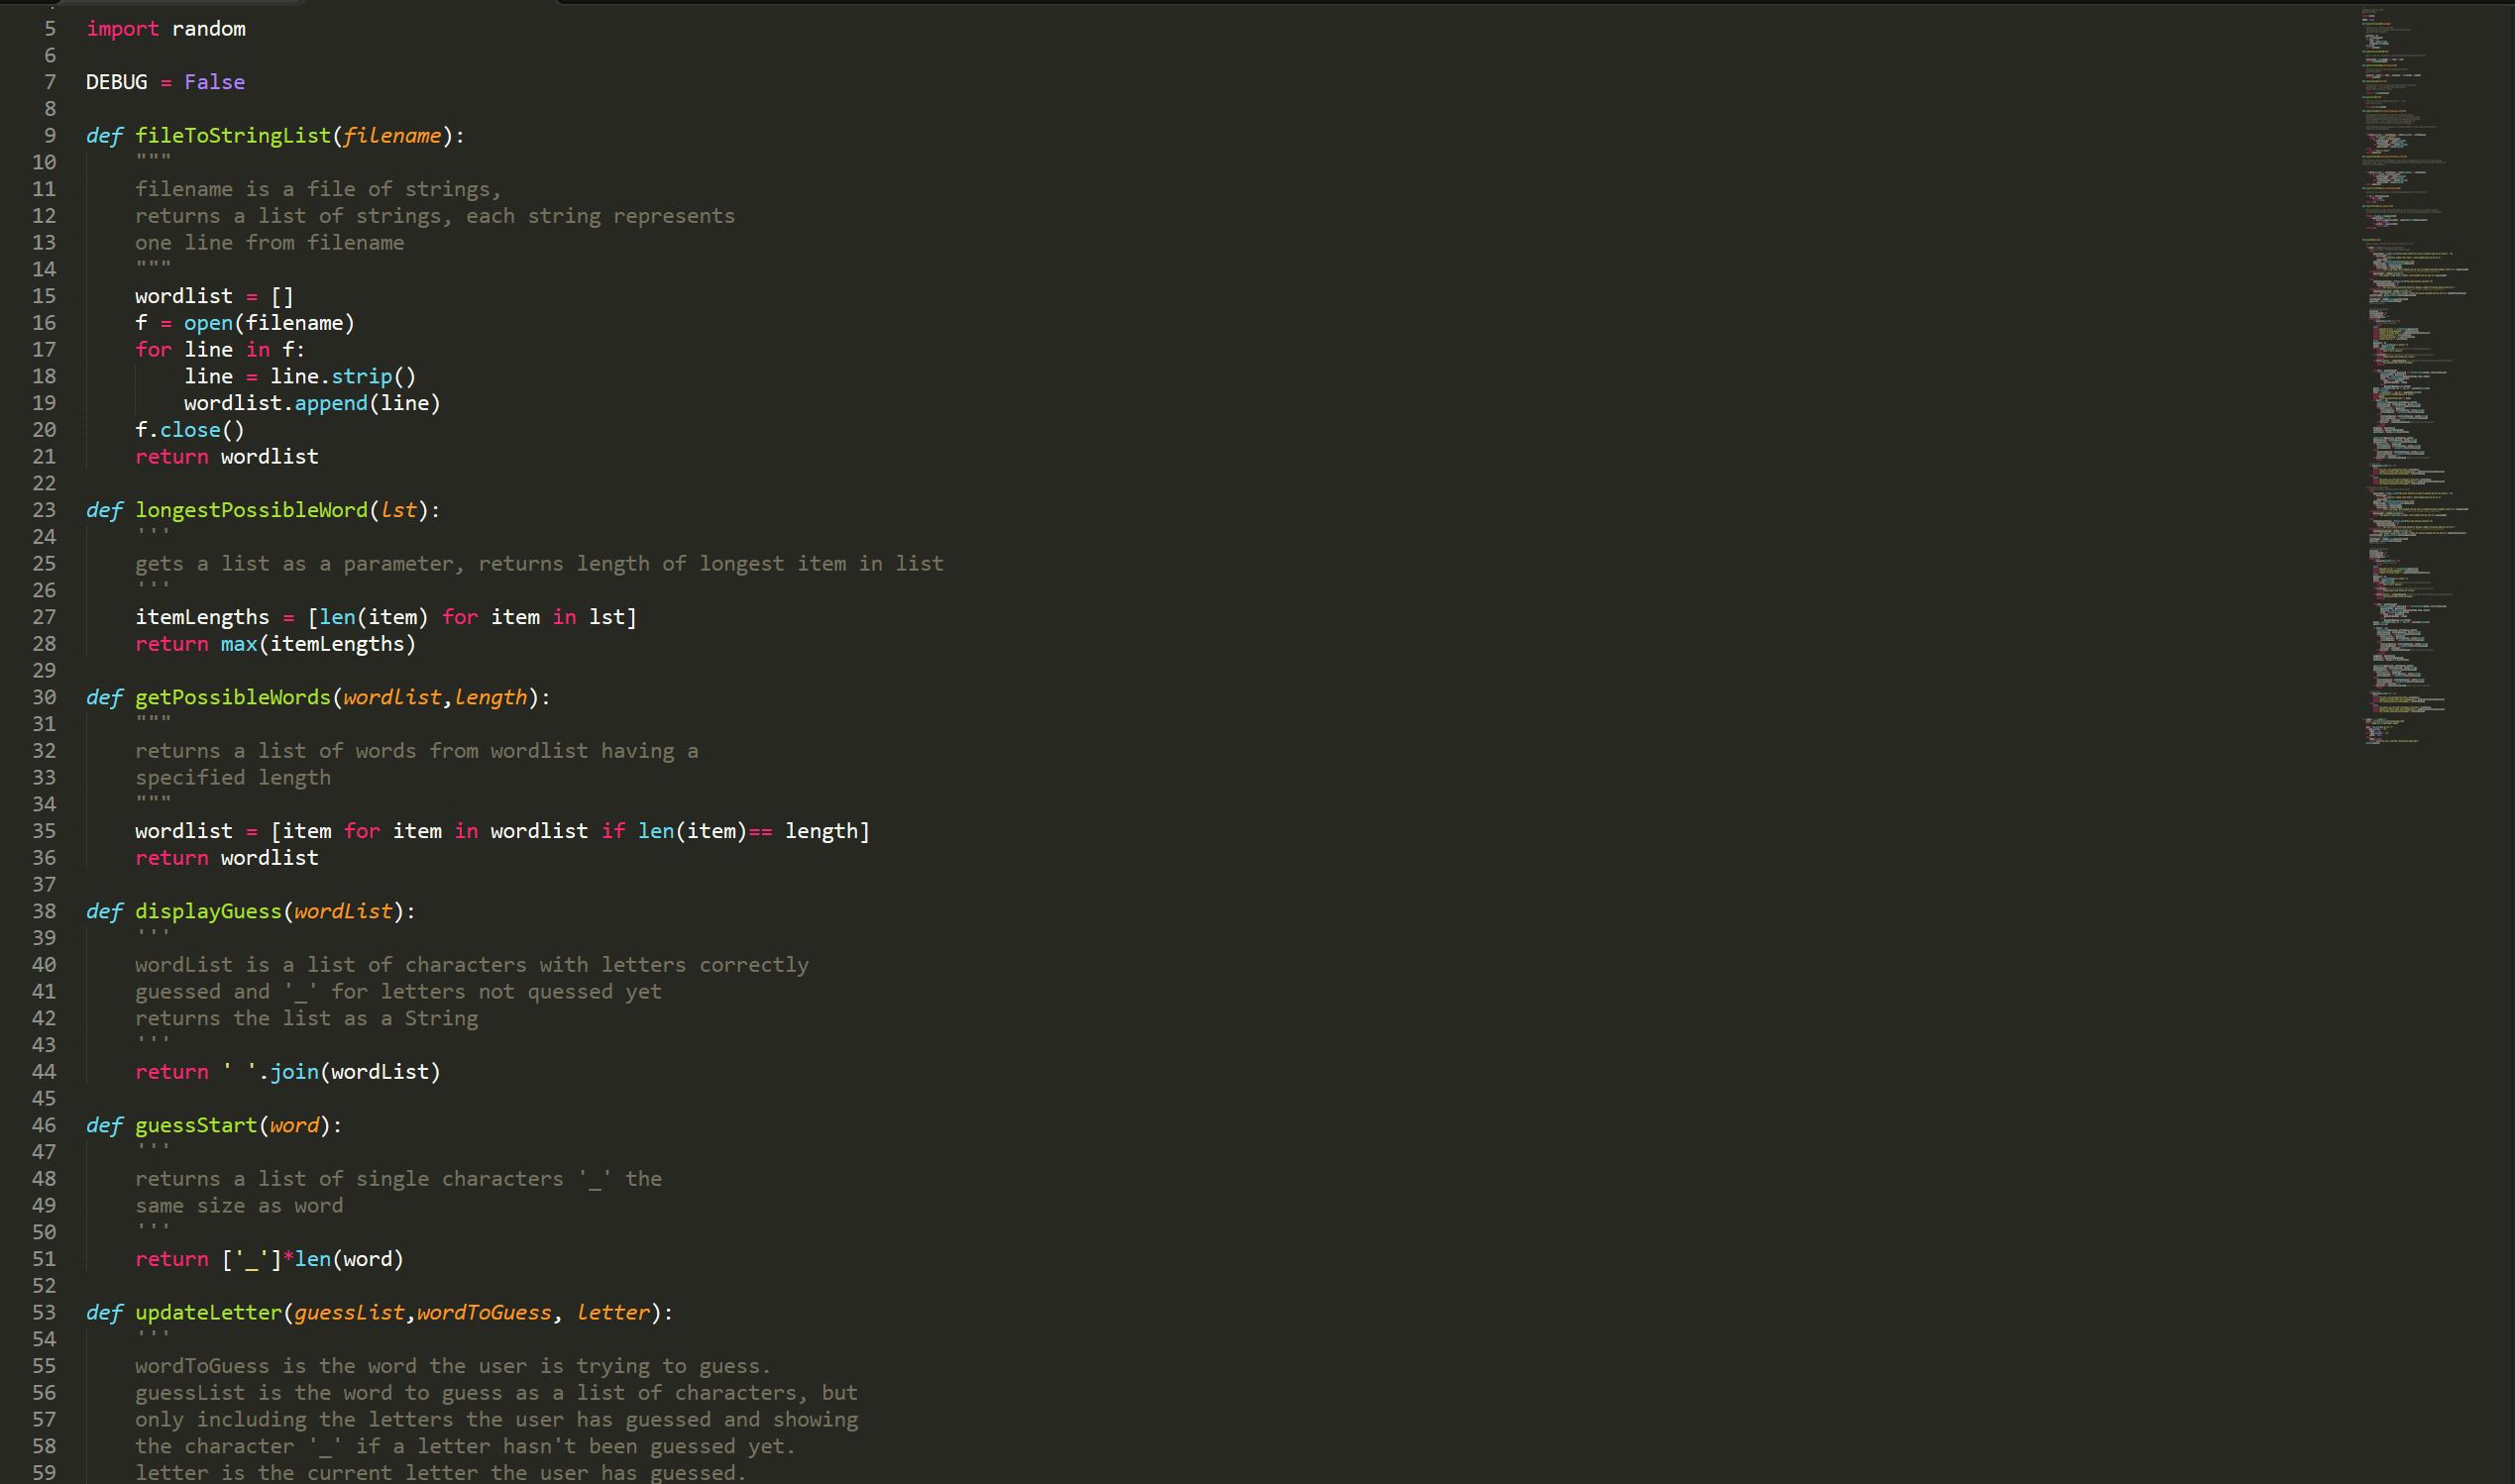 5 import random
6
7 DEBUG = False
8
9 def fileToStringList(filename):
10     """
11     filename is a file of strings,
12     returns a list of strings, each string represents
13     one line from filename
14     """
15     wordlist = []
16     f = open(filename)
17     for line in f:
18         line = line.strip()
19         wordlist.append(line)
20     f.close()
21     return wordlist
22
23 def longestPossibleWord(lst):
24     '''
25     gets a list as a parameter, returns length of longest item in list
26     '''
27     itemLengths = [len(item) for item in lst]
28     return max(itemLengths)
29
30 def getPossibleWords(wordlist,length):
31     """
32     returns a list of words from wordlist having a
33     specified length
34     """
35     wordlist = [item for item in wordlist if len(item)== length]
36     return wordlist
37
38 def displayGuess(wordList):
39     '''
40     wordList is a list of characters with letters correctly
41     guessed and '_' for letters not quessed yet
42     returns the list as a String
43     '''
44     return ' '.join(wordList)
45
46 def guessStart(word):
47     '''
48     returns a list of single characters '_' the
49     same size as word
50     '''
51     return ['_']*len(word)
52
53 def updateLetter(guessList,wordToGuess, letter):
54     '''
55     wordToGuess is the word the user is trying to guess.
56     guessList is the word to guess as a list of characters, but
57     only including the letters the user has guessed and showing
58     the character '_' if a letter hasn't been guessed yet.
59     letter is the current letter the user has guessed.